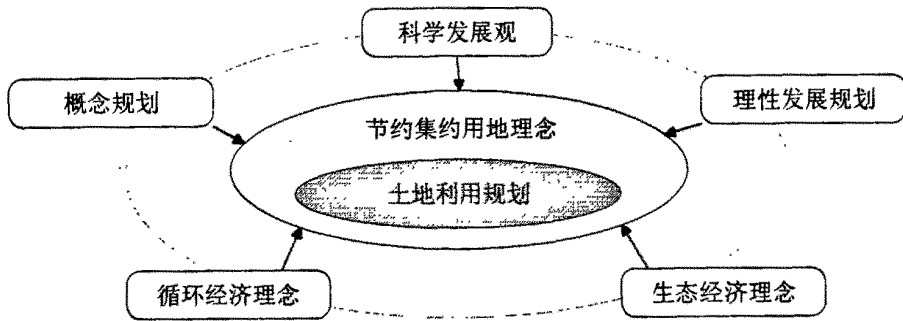 科学发展观
概念规划
理性发展规划
节约集约用地理念
土地利用规划
循环经济理念
生态经济理念